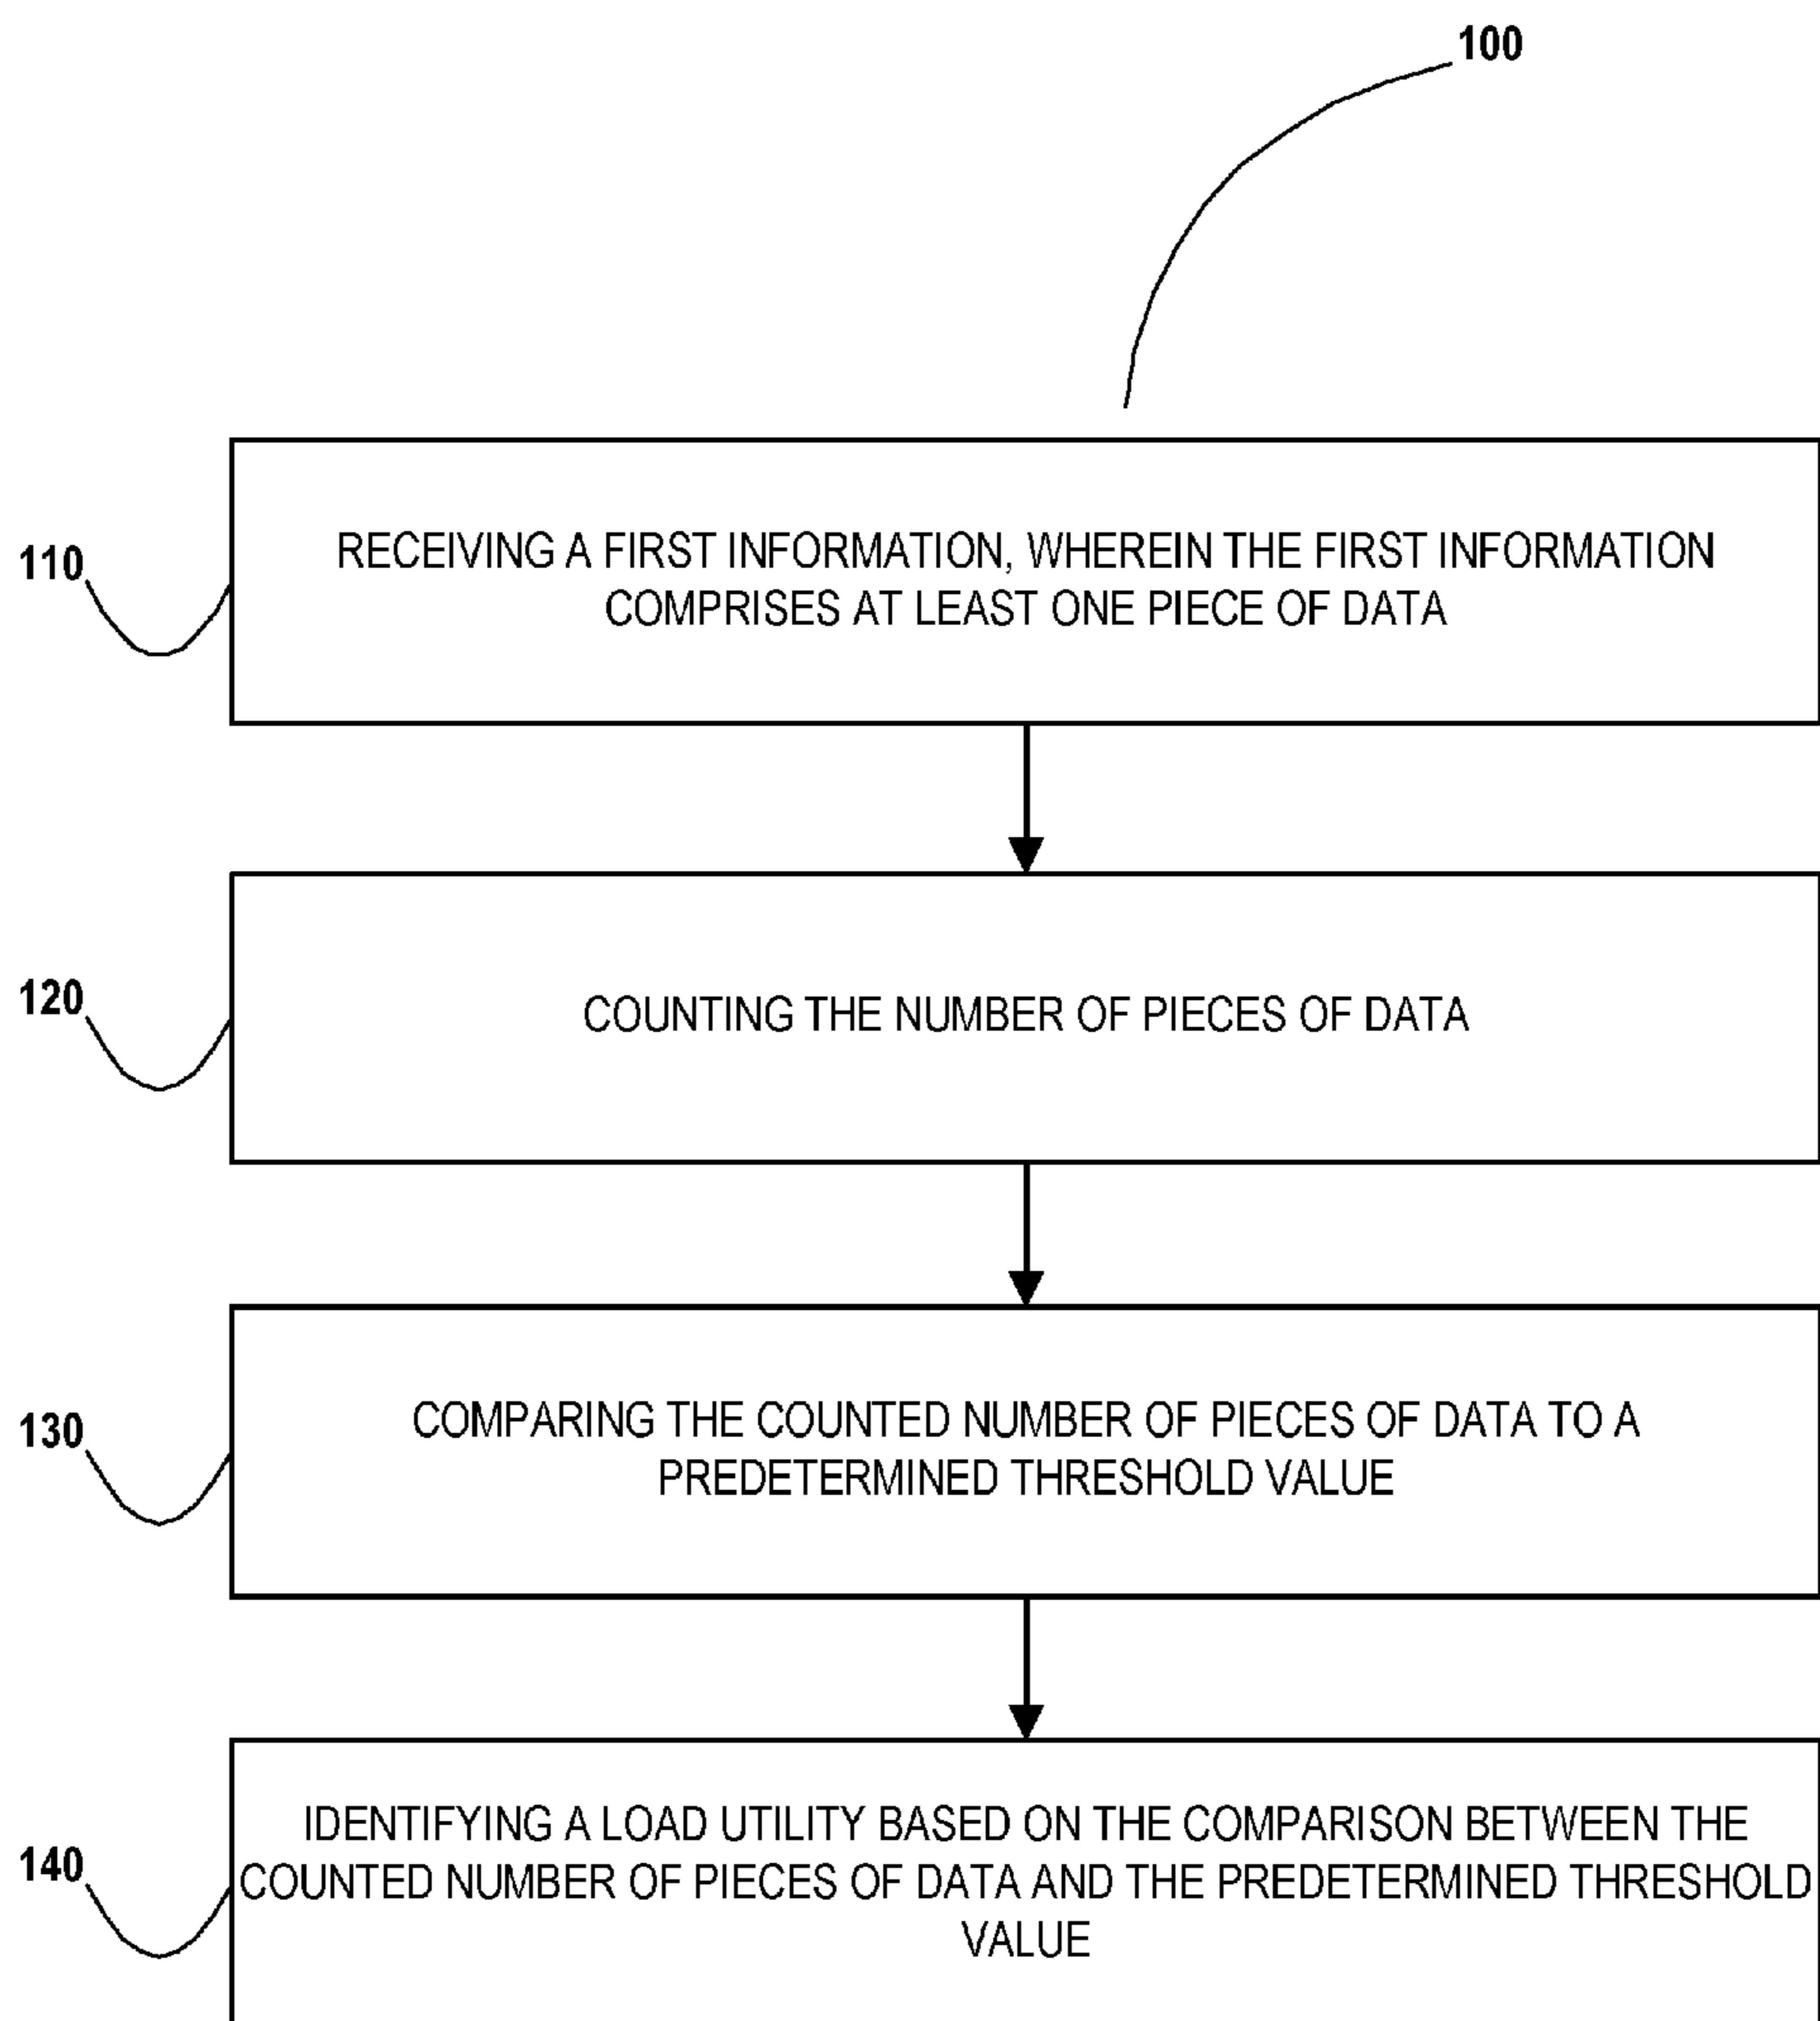 100
110
RECEIVING A FIRST INFORMATION, WHEREIN THE FIRST INFORMATION
COMPRISES AT LEAST ONE PIECE OF DATA
120
COUNTING THE NUMBER OF PIECES OF DATA
130
COMPARING THE COUNTED NUMBER OF PIECES OF DATA TO A
PREDETERMINED THRESHOLD VALUE
140
IDENTIFYING A LOAD UTILITY BASED ON THE COMPARISON BETWEEN THE
COUNTED NUMBER OF PIECES OF DATA AND THE PREDETERMINED THRESHOLD
VALUE